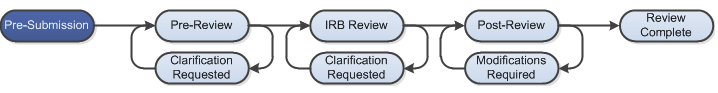 Pre-Submission
Pre-Review
IRB Review
Post-Review
Review
Complete
Clarification
Requested
Clarification
Requested
Modifications
Required